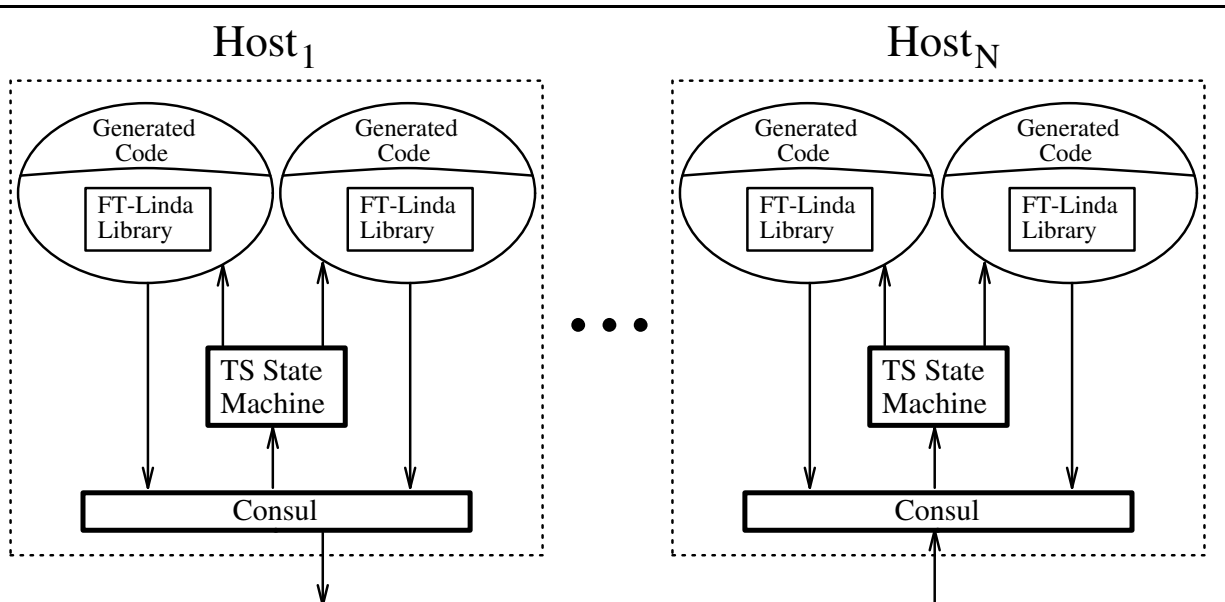 Host1
HostN
Generated
Code
Generated
Code
Generated
Code
Generated
Code
FT-Linda
Library
FT-Linda
Library
FT-Linda
Library
FT-Linda
Library
TS State
Machine
TS State
Machine
Consul
Consul